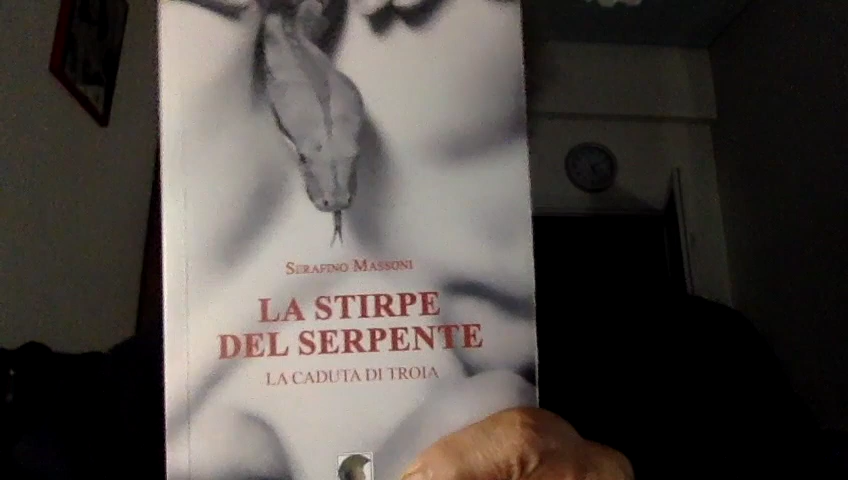 SERAFINO MASSONI
LA STIRPE
DEL SERPENTE
LA CADUTA DI TROIA